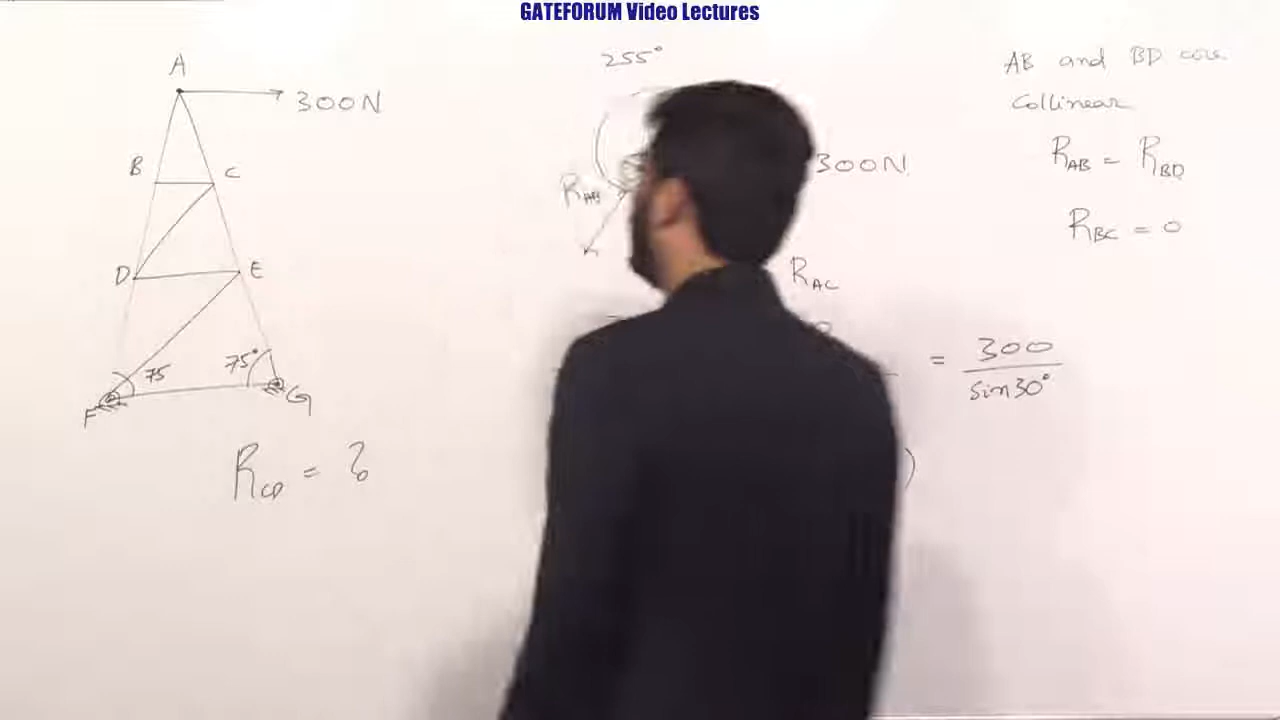 GATEFORUM Video Lectures
A
300N
B
C
D
E
75
75°
F
G
R_CD = ?
255°
R_AB
300N
R_AC
= 300
sin30°
)
AB and BD are
Collinear
R_AB = R_BD
R_BC = 0